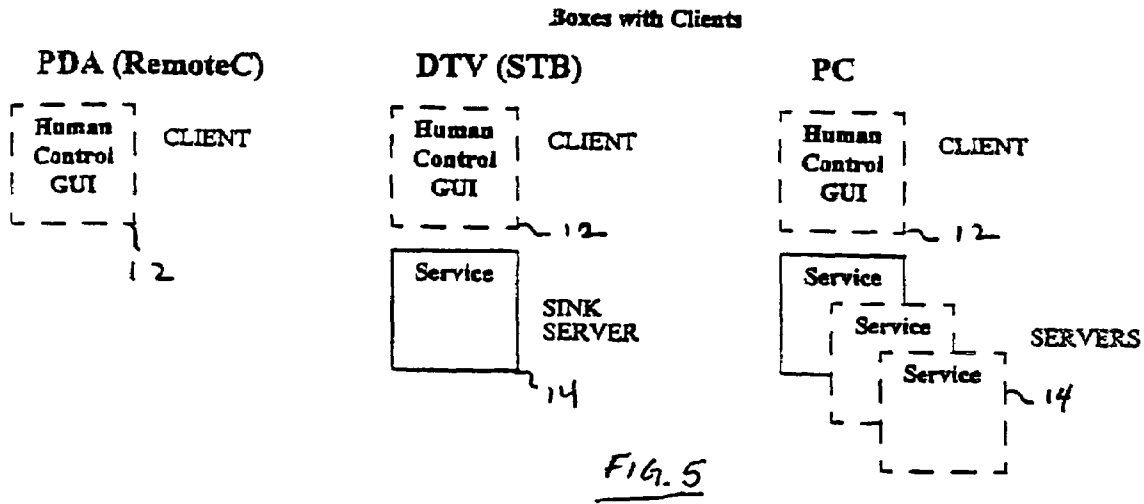 Boxes with Clients
PDA (RemoteC)
Human
Control
GUI
CLIENT
12
DTV (STB)
Human
Control
GUI
CLIENT
12
Service
SINK
SERVER
14
PC
Human
Control
GUI
CLIENT
12
Service
Service
Service
SERVERS
14
FIG. 5